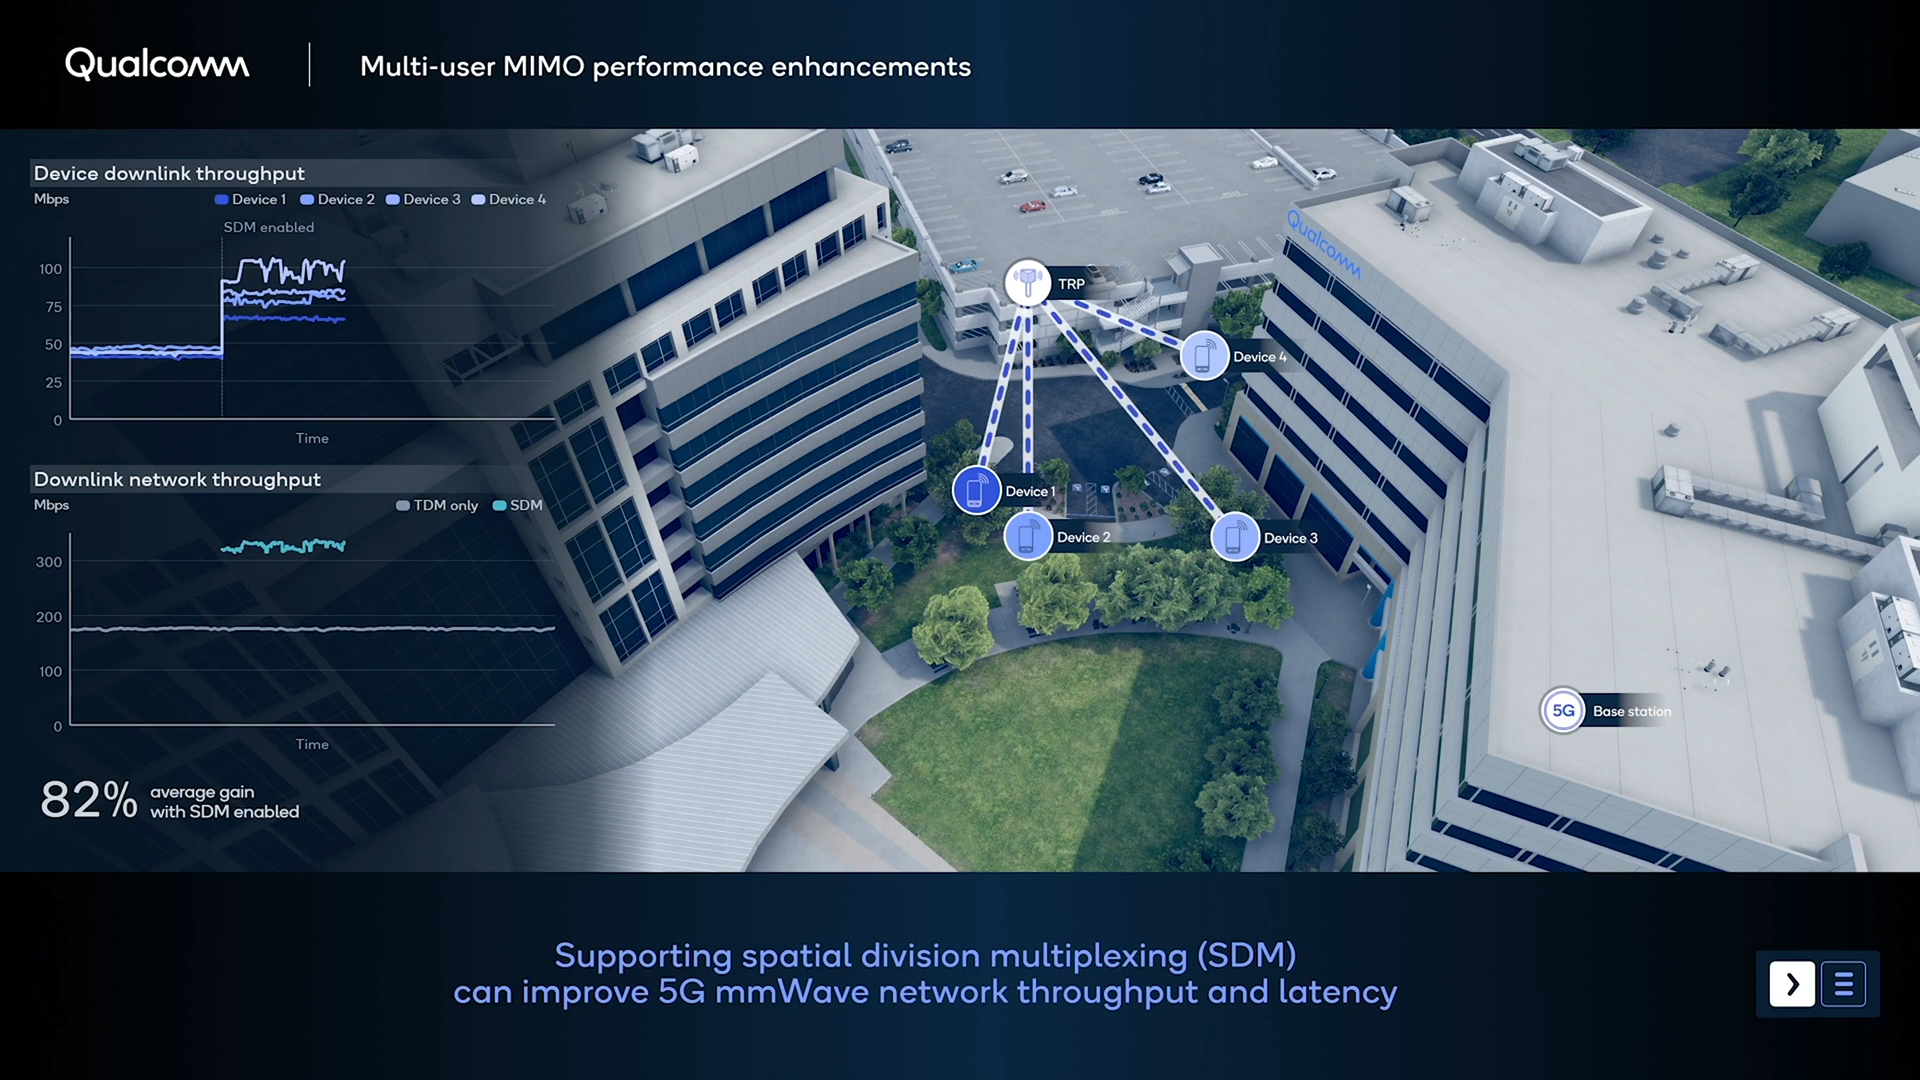 Qualcomm
Multi-user MIMO performance enhancements
Device downlink throughput
Mbps
Device 1 Device 2 Device 3 Device 4
SDM enabled
100
75
50
25
0
Time
Downlink network throughput
Mbps
TDM only SDM
300
200
100
0
Time
82% average gain
with SDM enabled
Qualcomm
TRP
Device 4
Device 1
Device 2
Device 3
5G Base station
Supporting spatial division multiplexing (SDM)
can improve 5G mmWave network throughput and latency